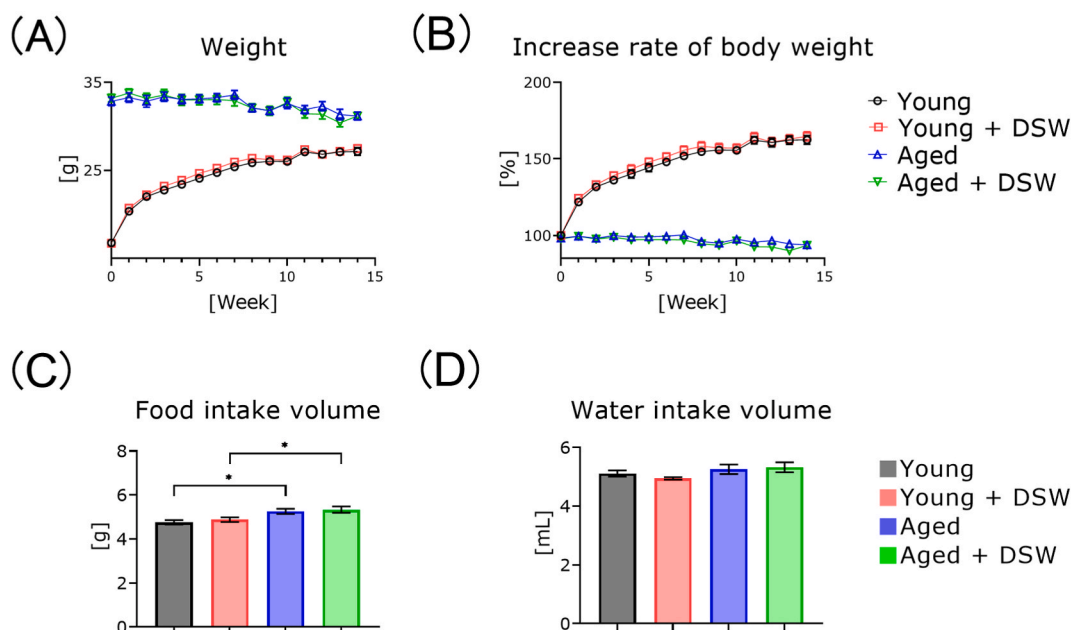 (A)
Weight
35
25
[g]
0
5
10
15
[Week]
(B)
Increase rate of body weight
200
150
100
[%]
0
5
10
15
[Week]
Young
Young + DSW
Aged
Aged + DSW
(C)
Food intake volume
8
6
4
2
0
[g]
*
*
(D)
Water intake volume
6
4
2
0
[mL]
Young
Young + DSW
Aged
Aged + DSW